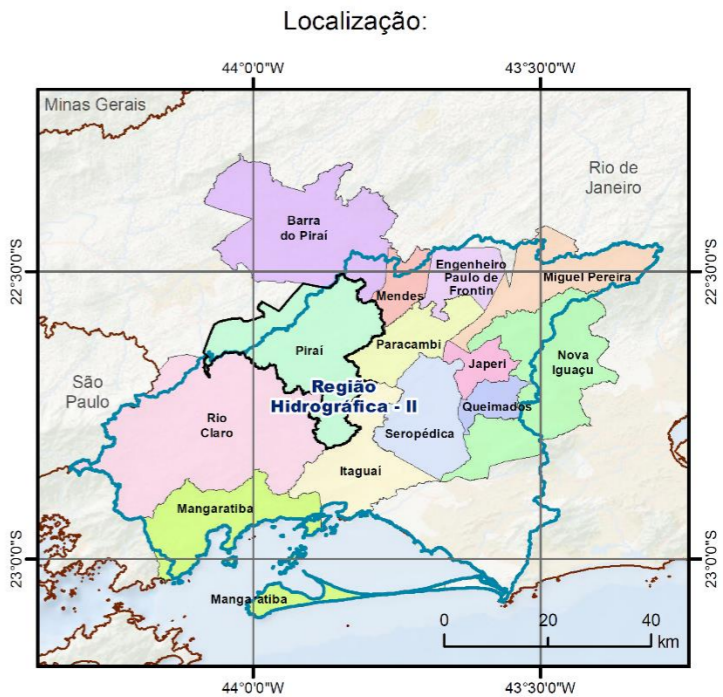 Localização:
44°0'0"W
43°30'0"W
Minas Gerais
Rio de
Janeiro
Barra
do Piraí
22°30'0"S
22°30'0"S
Engenheiro
Paulo de
Frontin
Miguel Pereira
Mendes
Piraí
Paracambi
Japeri
Nova
Iguaçu
São
Paulo
Região
Hidrográfica - II
Queimados
Rio
Claro
Seropédica
Itaguaí
Mangaratiba
23°0'0"S
23°0'0"S
Mangaratiba
0
20
40
km
44°0'0"W
43°30'0"W